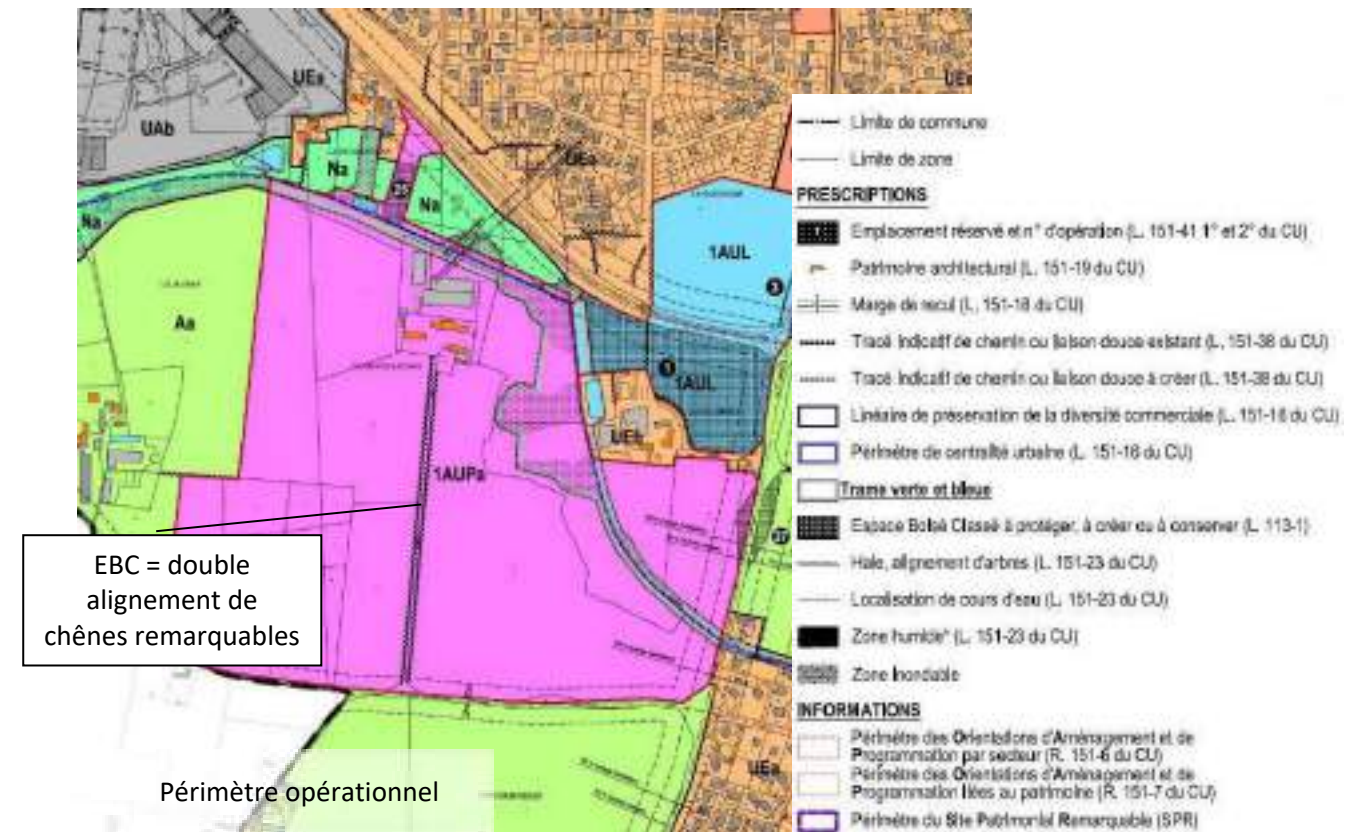 UEa
UEa
UAb
UEa
Na
25
Na
Na
1AUL
3
Aa
1
1AUL
UEh
1AUPa
37
UEa
EBC = double
alignement de
chênes remarquables
Périmètre opérationnel
Limite de commune
Limite de zone
PRESCRIPTIONS
Emplacement réservé et n° d'opération (L. 151-41 1° et 2° du CU)
Patrimoine architectural (L. 151-19 du CU)
Marge de recul (L. 151-18 du CU)
Tracé indicatif de chemin ou liaison douce existant (L. 151-38 du CU)
Tracé indicatif de chemin ou liaison douce à créer (L. 151-38 du CU)
Linéaire de préservation de la diversité commerciale (L. 151-16 du CU)
Périmètre de centralité urbaine (L. 151-16 du CU)
Trame verte et bleue
Espace Boisé Classé à protéger, à créer ou à conserver (L. 113-1)
Haie, alignement d'arbres (L. 151-23 du CU)
Localisation de cours d'eau (L. 151-23 du CU)
Zone humide* (L. 151-23 du CU)
Zone Inondable
INFORMATIONS
Périmètre des Orientations d'Aménagement et de
Programmation par secteur (R. 151-6 du CU)
Périmètre des Orientations d'Aménagement et de
Programmation liées au patrimoine (R. 151-7 du CU)
Périmètre du Site Patrimonial Remarquable (SPR)